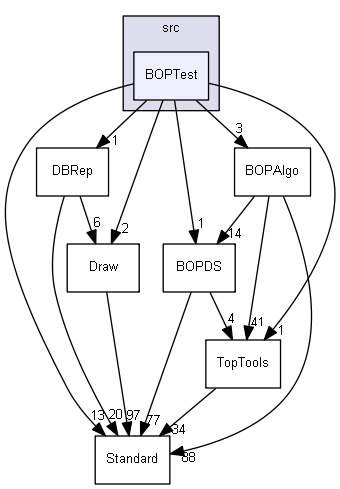 src
BOPTest
1
3
DBRep
BOPAlgo
6
2
1
14
Draw
BOPDS
4
41
1
TopTools
13
20
97
77
34
88
Standard